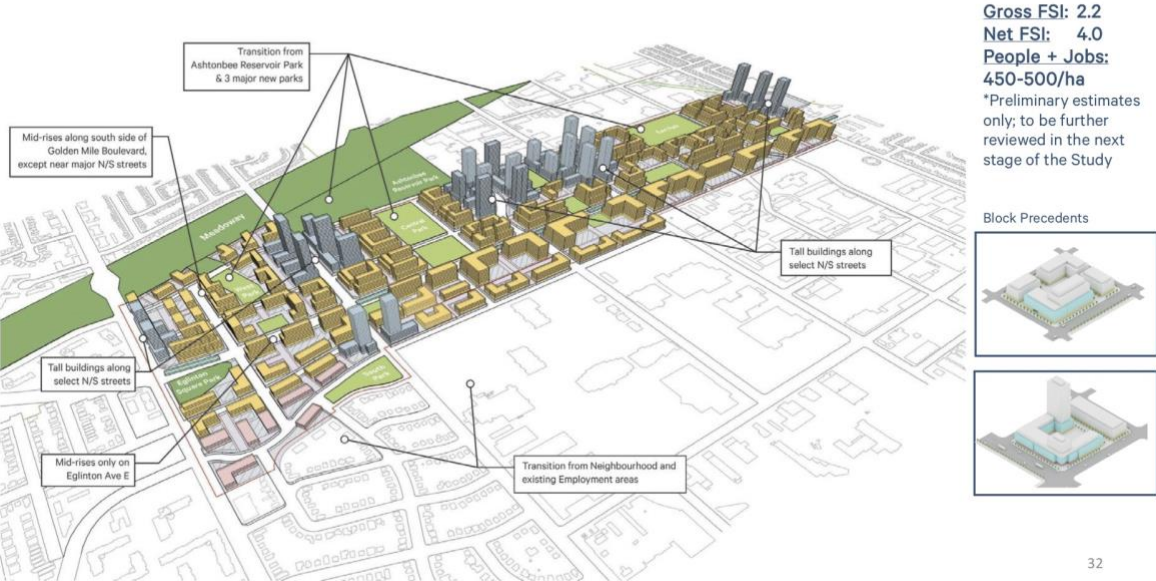 Gross FSI: 2.2
Net FSI: 4.0
People + Jobs:
450-500/ha
*Preliminary estimates
only; to be further
reviewed in the next
stage of the Study
Block Precedents
Transition from
Ashtonbee Reservoir Park
& 3 major new parks
Mid-rises along south side of
Golden Mile Boulevard,
except near major N/S streets
Meadoway
Ashtonbee
Reservoir Park
Central
Park
West
Park
Tall buildings along
select N/S streets
Tall buildings along
select N/S streets
Eglinton
Square Park
South
Park
Mid-rises only on
Eglinton Ave E
Transition from Neighbourhood and
existing Employment areas
32